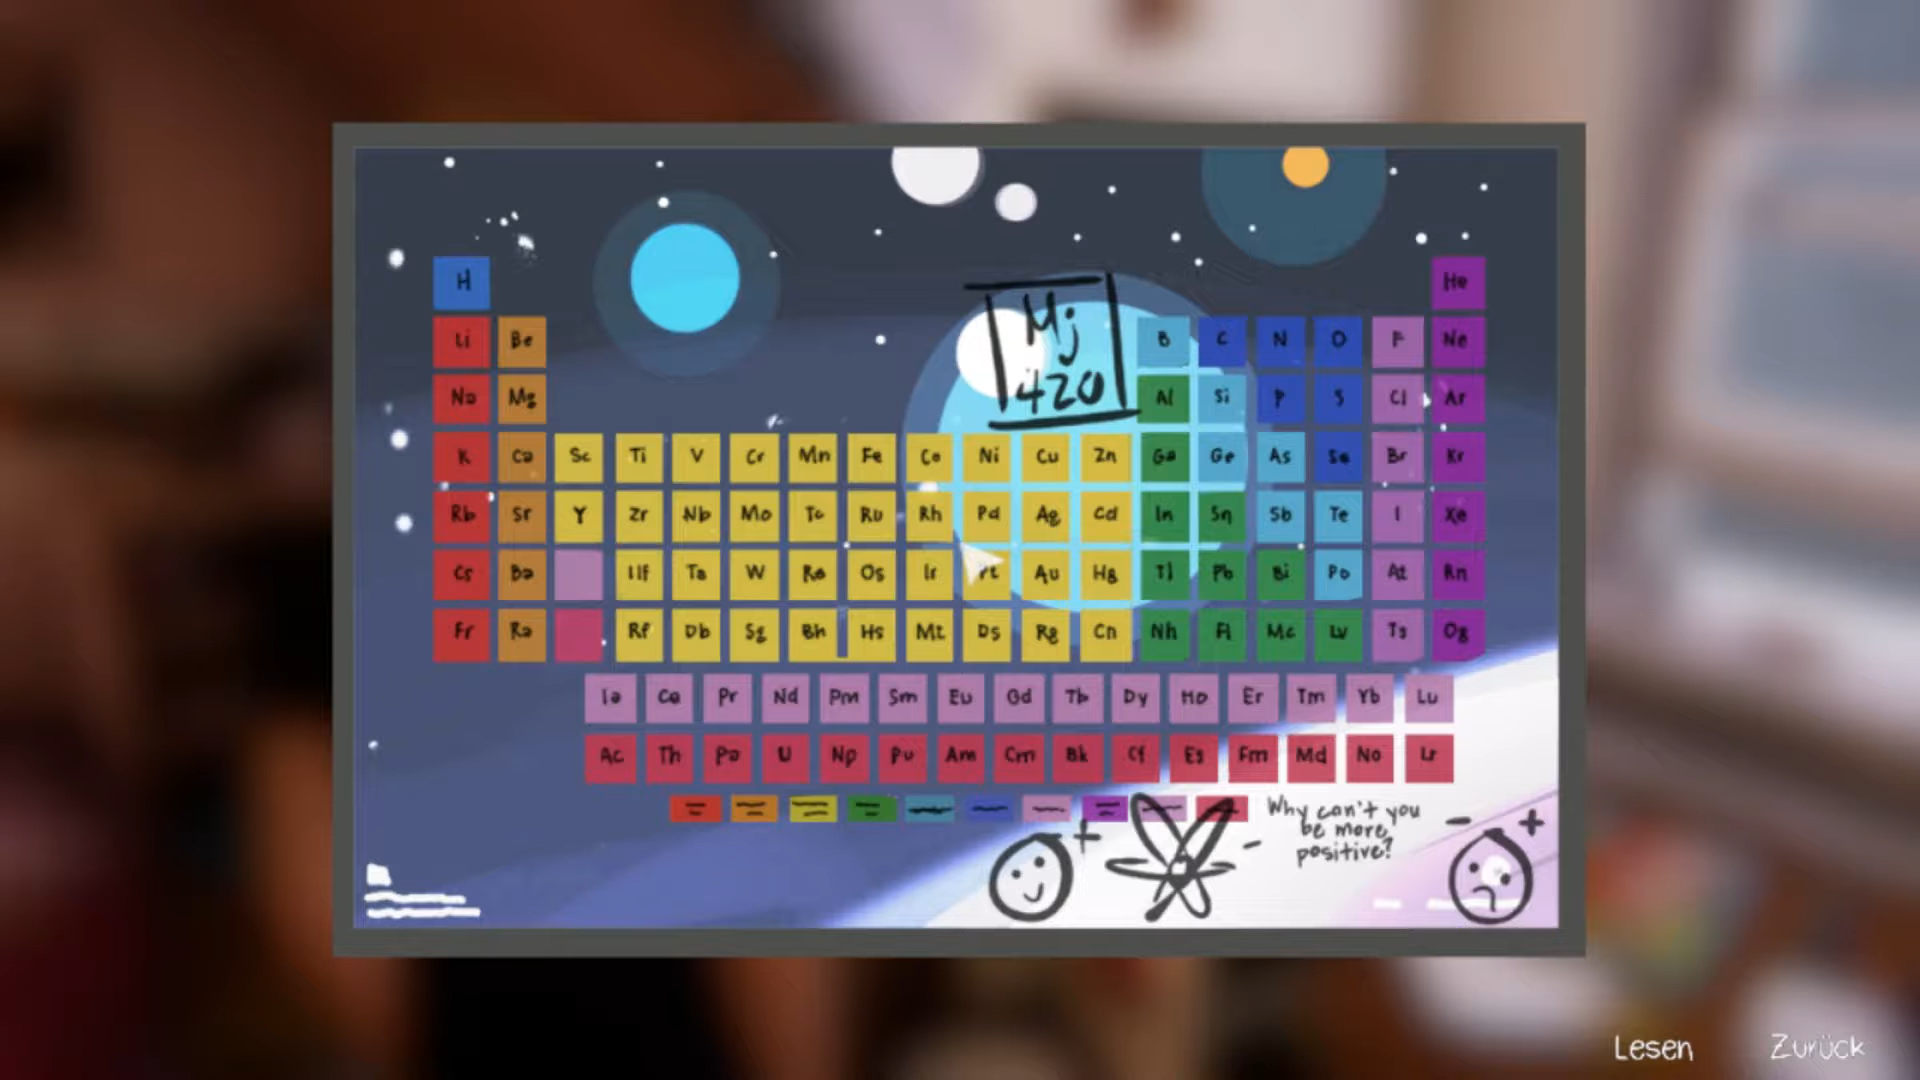 Mj
420
H He
Li Be B C N O F Ne
Na Mg Al Si P S Cl Ar
K Ca Sc Ti V Cr Mn Fe Co Ni Cu Zn Ga Ge As Se Br Kr
Rb Sr Y Zr Nb Mo Tc Ru Rh Pd Ag Cd In Sn Sb Te I Xe
Cs Ba Hf Ta W Re Os Ir Pt Au Hg Tl Pb Bi Po At Rn
Fr Ra Rf Db Sg Bh Hs Mt Ds Rg Cn Nh Fl Mc Lv Ts Og
La Ce Pr Nd Pm Sm Eu Gd Tb Dy Ho Er Tm Yb Lu
Ac Th Pa U Np Pu Am Cm Bk Cf Es Fm Md No Lr
Why can't you
be more
positive?
+ - - +
Lesen Zurück